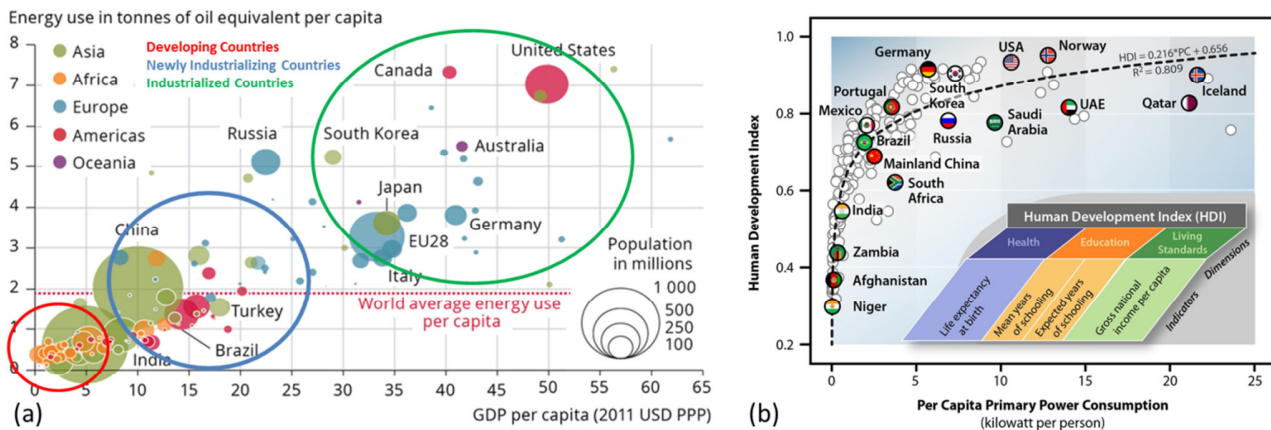 Energy use in tonnes of oil equivalent per capita
8
7
6
5
4
3
2
1
0
Asia
Africa
Europe
Americas
Oceania
Developing Countries
Newly Industrializing Countries
Industrialized Countries
United States
Canada
Russia
South Korea
Australia
Japan
Germany
EU28
Italy
China
Turkey
Brazil
India
World average energy use
per capita
Population
in millions
1 000
500
250
100
0 5 10 15 20 25 30 35 40 45 50 55 60 65
GDP per capita (2011 USD PPP)
(a)
Human Development Index
1.0
0.8
0.6
0.4
0.2
Germany
USA
Norway
HDI = 0.216*PC + 0.656
R² = 0.809
South
Korea
Portugal
Mexico
Brazil
Russia
Saudi
Arabia
UAE
Qatar
Iceland
Mainland China
South
Africa
India
Zambia
Afghanistan
Niger
Human Development Index (HDI)
Health
Education
Living
Standards
Dimensions
Life expectancy
at birth
Mean years
of schooling
Expected years
of schooling
Gross national
income per capita
Indicators
0 5 10 15 20 25
Per Capita Primary Power Consumption
(kilowatt per person)
(b)